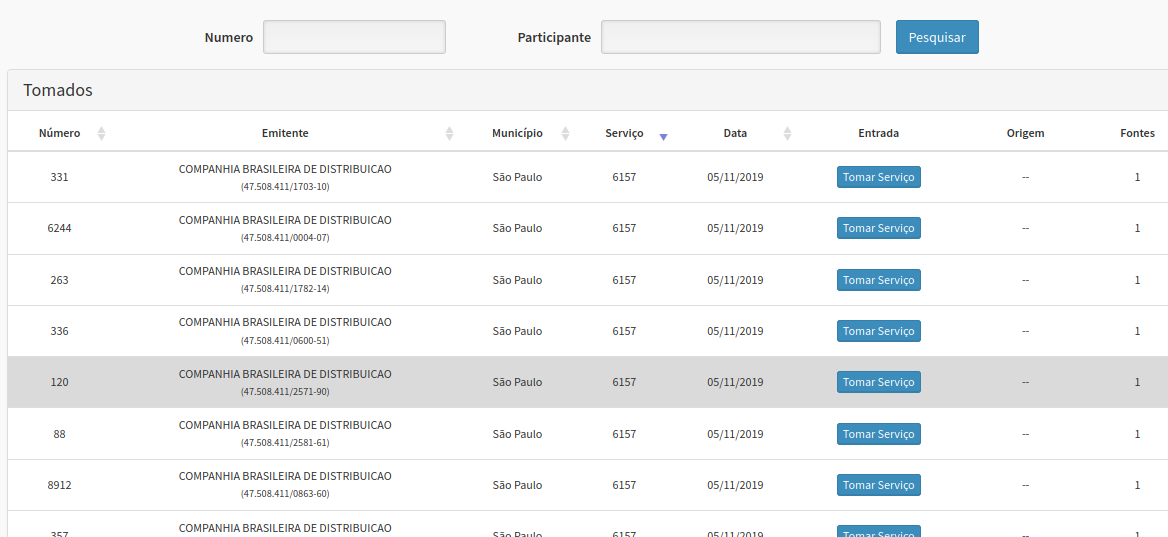 Numero Participante Pesquisar
Tomados
Número Emitente Município Serviço Data Entrada Origem Fontes
331 COMPANHIA BRASILEIRA DE DISTRIBUICAO São Paulo 6157 05/11/2019 Tomar Serviço -- 1
(47.508.411/1703-10)
6244 COMPANHIA BRASILEIRA DE DISTRIBUICAO São Paulo 6157 05/11/2019 Tomar Serviço -- 1
(47.508.411/0004-07)
263 COMPANHIA BRASILEIRA DE DISTRIBUICAO São Paulo 6157 05/11/2019 Tomar Serviço -- 1
(47.508.411/1782-14)
336 COMPANHIA BRASILEIRA DE DISTRIBUICAO São Paulo 6157 05/11/2019 Tomar Serviço -- 1
(47.508.411/0600-51)
120 COMPANHIA BRASILEIRA DE DISTRIBUICAO São Paulo 6157 05/11/2019 Tomar Serviço -- 1
(47.508.411/2571-90)
88 COMPANHIA BRASILEIRA DE DISTRIBUICAO São Paulo 6157 05/11/2019 Tomar Serviço -- 1
(47.508.411/2581-61)
8912 COMPANHIA BRASILEIRA DE DISTRIBUICAO São Paulo 6157 05/11/2019 Tomar Serviço -- 1
(47.508.411/0863-60)
357 COMPANHIA BRASILEIRA DE DISTRIBUICAO São Paulo 6157 05/11/2019 Tomar Serviço -- 1